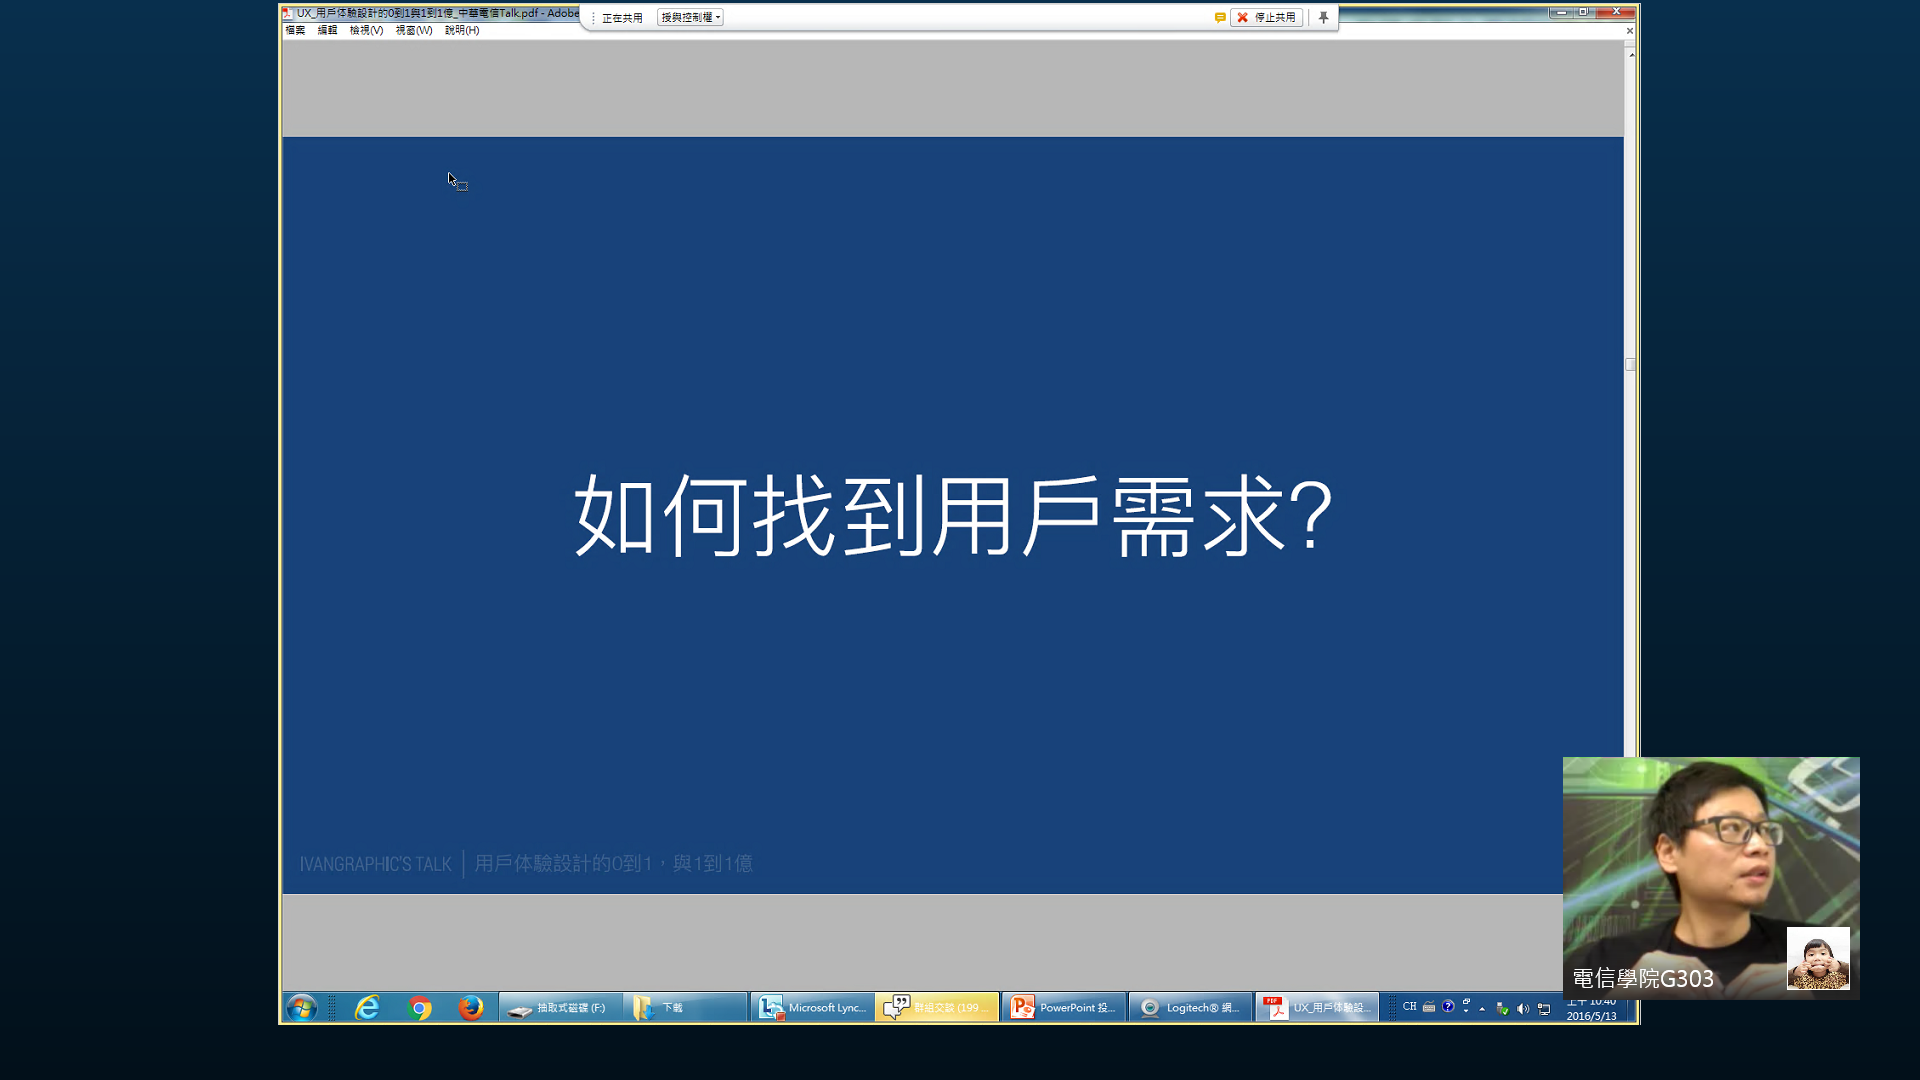 UX_用戶体驗設計的0到1與1到1億_中華電信Talk.pdf - Adobe
正在共用
授與控制權
停止共用
檔案 編輯 檢視(V) 視窗(W) 說明(H)
如何找到用戶需求?
IVANGRAPHIC'S TALK | 用戶体驗設計的0到1，與1到1億
電信學院G303
抽取式磁碟 (F:)
下載
Microsoft Lync...
群組交談 (199 ...
PowerPoint 投...
Logitech® 網...
UX_用戶体驗設...
CH
上午 10:40
2016/5/13